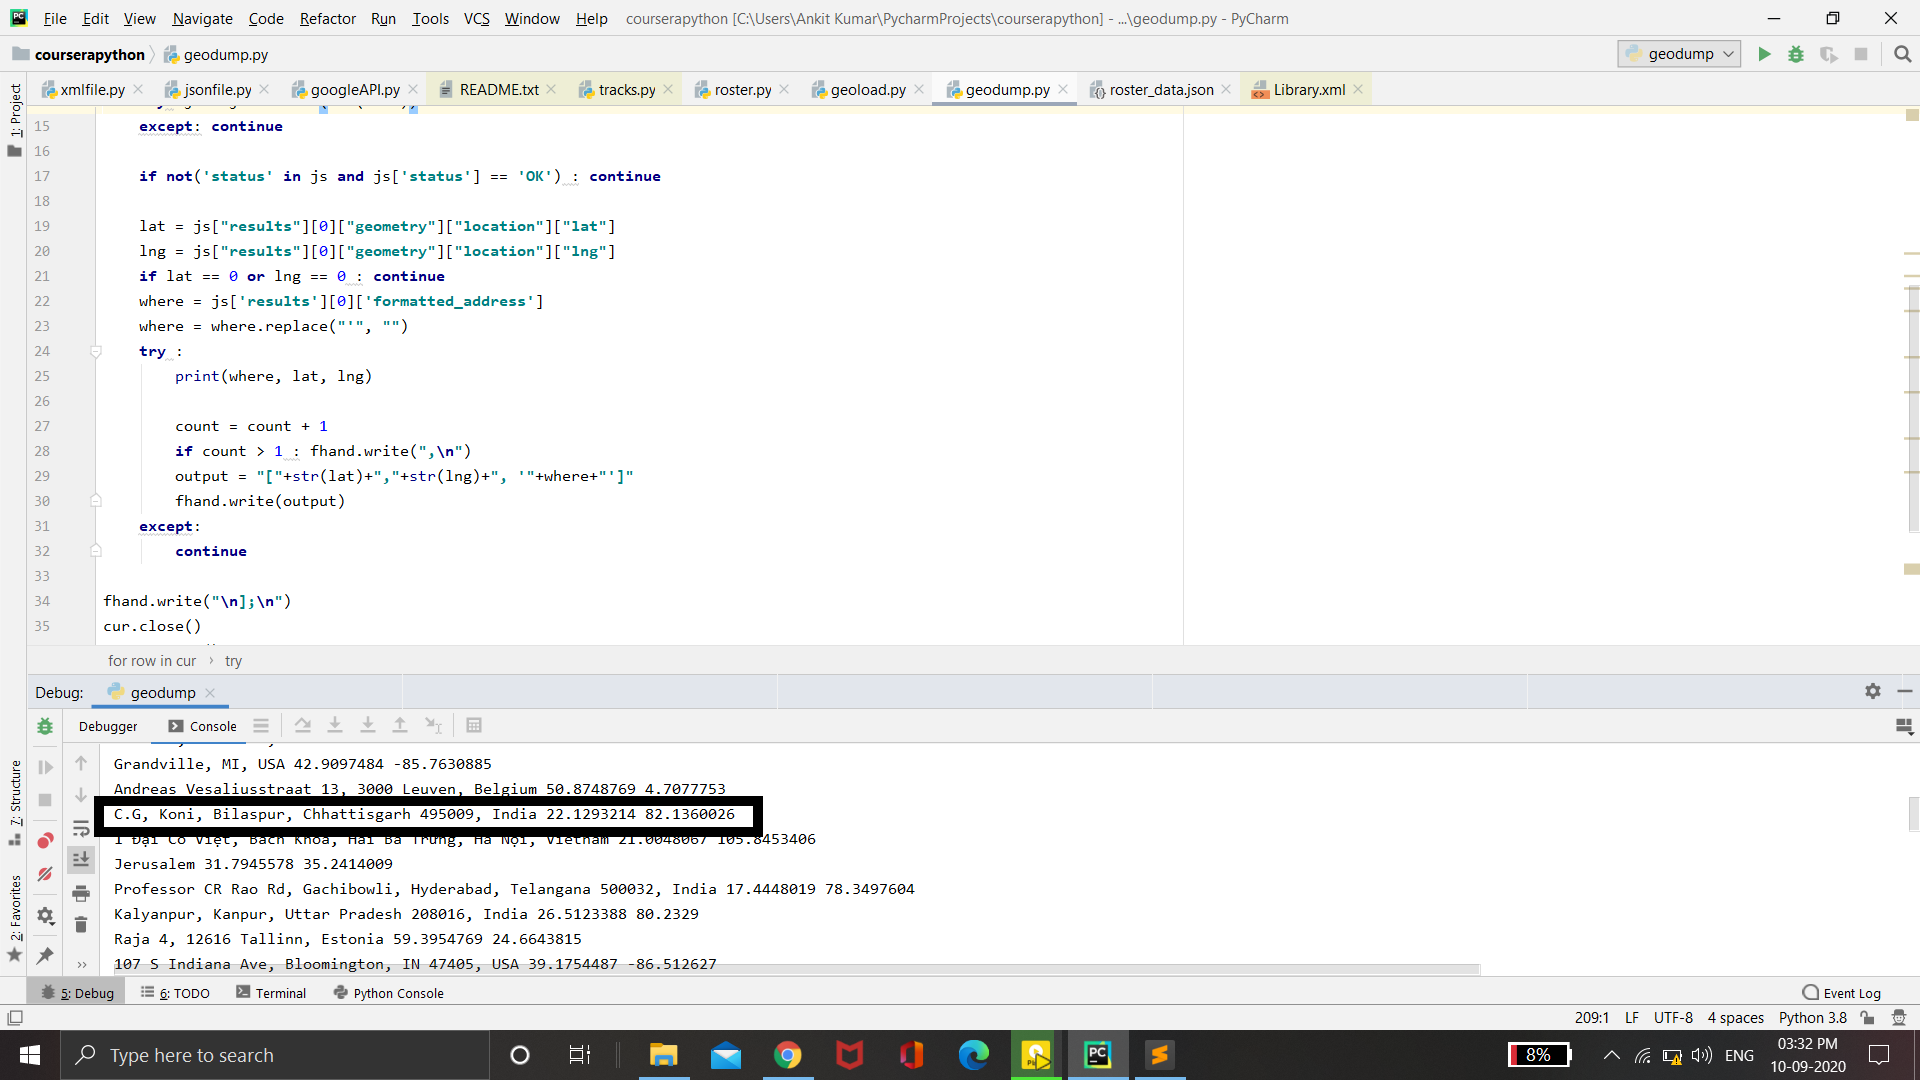 File Edit View Navigate Code Refactor Run Tools VCS Window Help courserapython [C:\Users\Ankit Kumar\PycharmProjects\courserapython] - ...\geodump.py - PyCharm
courserapython geodump.py geodump
xmlfile.py jsonfile.py googleAPI.py README.txt tracks.py roster.py geoload.py geodump.py roster_data.json Library.xml
1: Project
15 except: continue
16
17 if not('status' in js and js['status'] == 'OK') : continue
18
19 lat = js["results"][0]["geometry"]["location"]["lat"]
20 lng = js["results"][0]["geometry"]["location"]["lng"]
21 if lat == 0 or lng == 0 : continue
22 where = js['results'][0]['formatted_address']
23 where = where.replace("'", "")
24 try :
25 print(where, lat, lng)
26
27 count = count + 1
28 if count > 1 : fhand.write(",\n")
29 output = "["+str(lat)+","+str(lng)+", '"+where+"']"
30 fhand.write(output)
31 except:
32 continue
33
34 fhand.write("\n];\n")
35 cur.close()
for row in cur › try
Debug: geodump
Debugger Console
Grandville, MI, USA 42.9097484 -85.7630885
Andreas Vesaliusstraat 13, 3000 Leuven, Belgium 50.8748769 4.7077753
C.G, Koni, Bilaspur, Chhattisgarh 495009, India 22.1293214 82.1360026
1 Đại Cồ Việt, Bách Khoa, Hai Bà Trưng, Hà Nội, Vietnam 21.0048067 105.8453406
Jerusalem 31.7945578 35.2414009
Professor CR Rao Rd, Gachibowli, Hyderabad, Telangana 500032, India 17.4448019 78.3497604
Kalyanpur, Kanpur, Uttar Pradesh 208016, India 26.5123388 80.2329
Raja 4, 12616 Tallinn, Estonia 59.3954769 24.6643815
107 S Indiana Ave, Bloomington, IN 47405, USA 39.1754487 -86.512627
7: Structure
2: Favorites
5: Debug 6: TODO Terminal Python Console Event Log
209:1 LF UTF-8 4 spaces Python 3.8
Type here to search
8% ENG 03:32 PM
10-09-2020